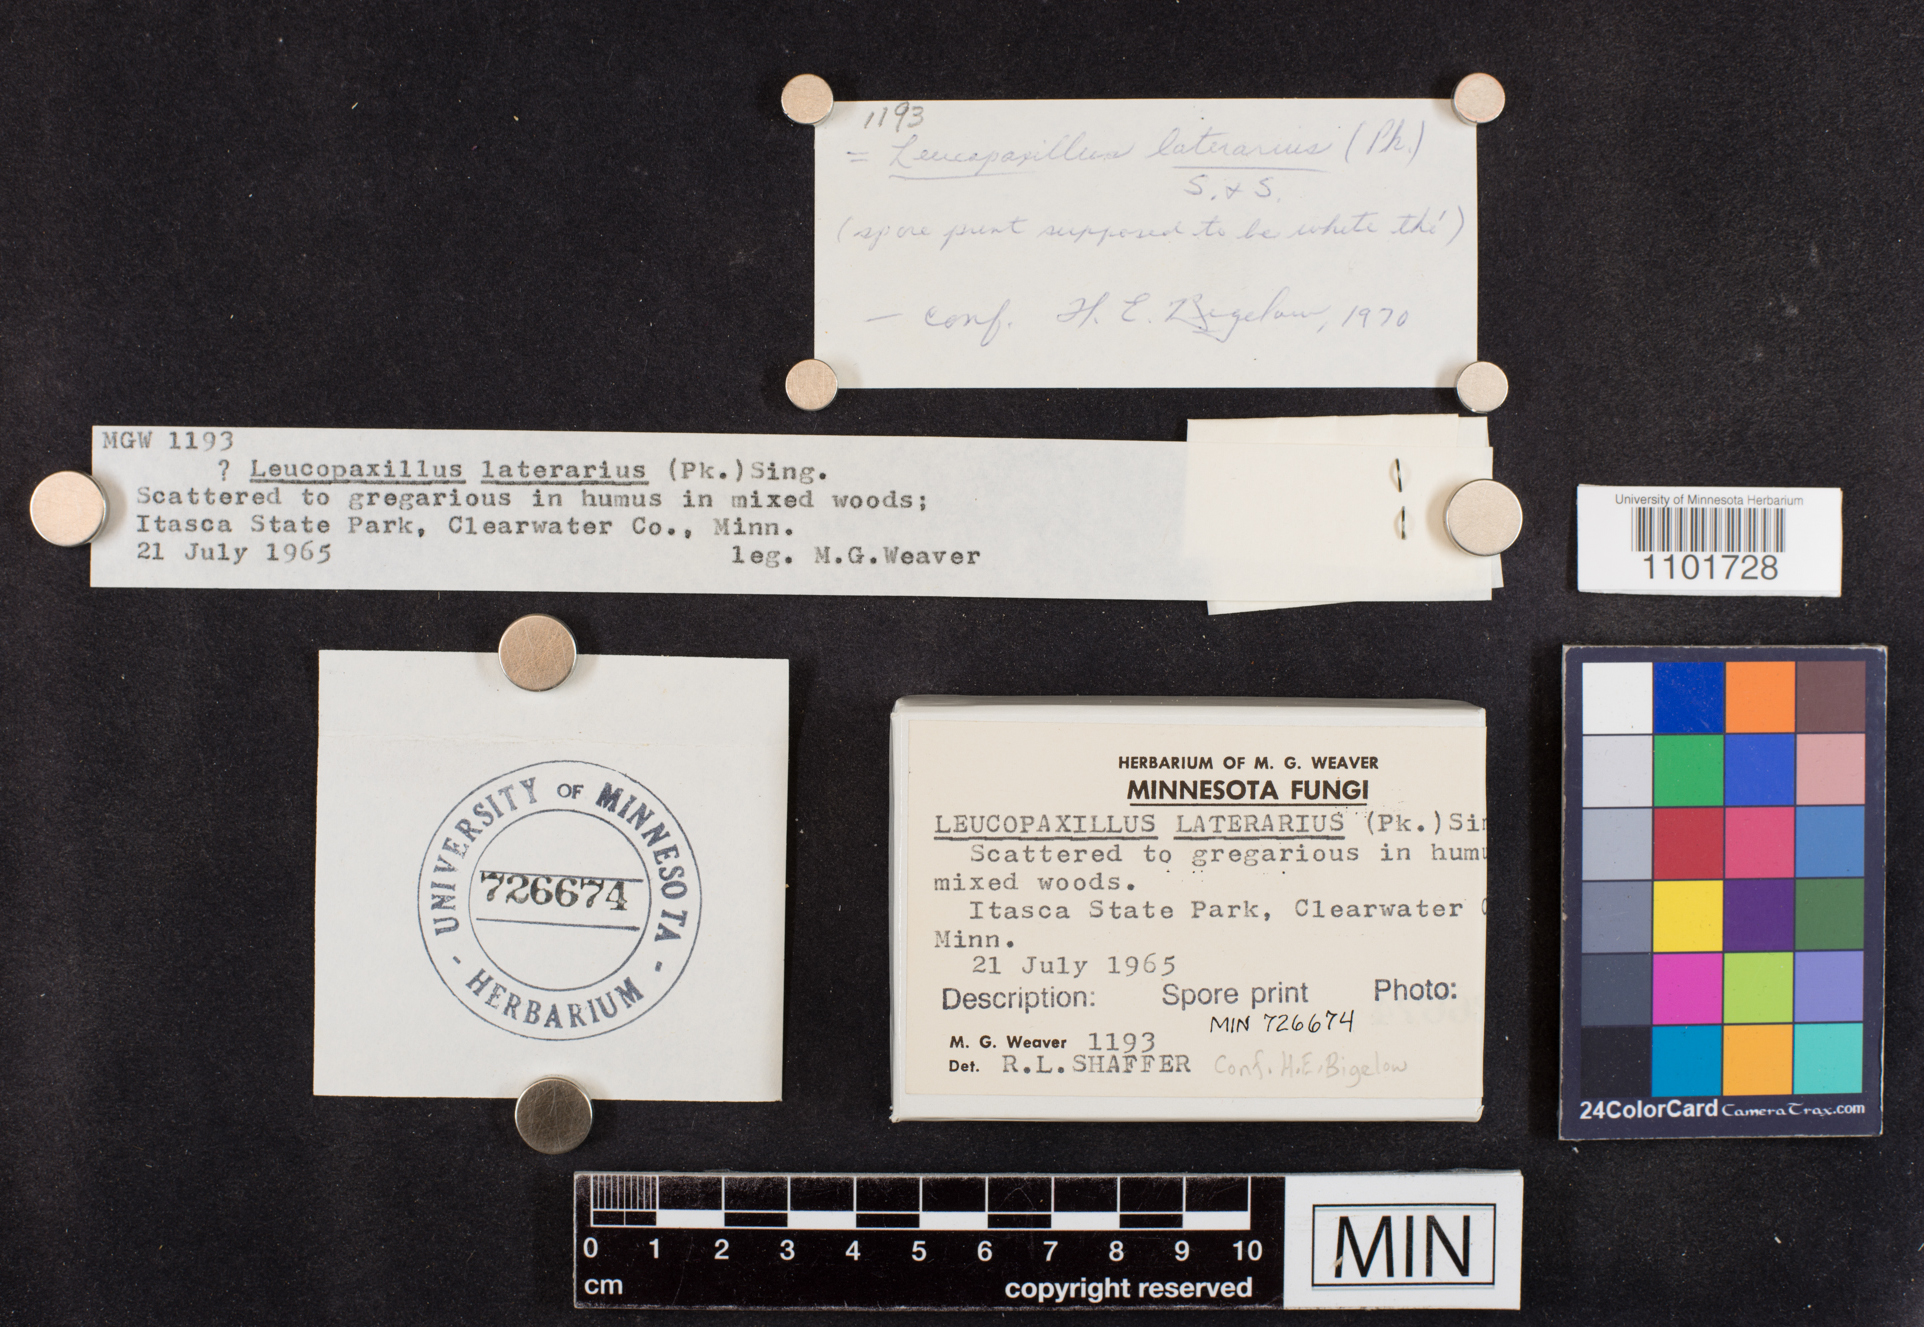 1193
= Leucopaxillus laterarius (Pk.)
S. & S.
(spore print supposed to be white tho')
— conf. H. E. Bigelow, 1970
MGW 1193
? Leucopaxillus laterarius (Pk.)Sing.
Scattered to gregarious in humus in mixed woods;
Itasca State Park, Clearwater Co., Minn.
21 July 1965 leg. M.G.Weaver
University of Minnesota Herbarium
1101728
UNIVERSITY OF MINNESOTA
726674
- HERBARIUM -
HERBARIUM OF M. G. WEAVER
MINNESOTA FUNGI
LEUCOPAXILLUS LATERARIUS (Pk.)Sin
Scattered to gregarious in humu
mixed woods.
Itasca State Park, Clearwater C
Minn.
21 July 1965
Description: Spore print Photo:
MIN 726674
M. G. Weaver 1193
Det. R.L.SHAFFER Conf. H.E.Bigelow
24ColorCard CameraTrax.com
0 1 2 3 4 5 6 7 8 9 10
cm copyright reserved
MIN